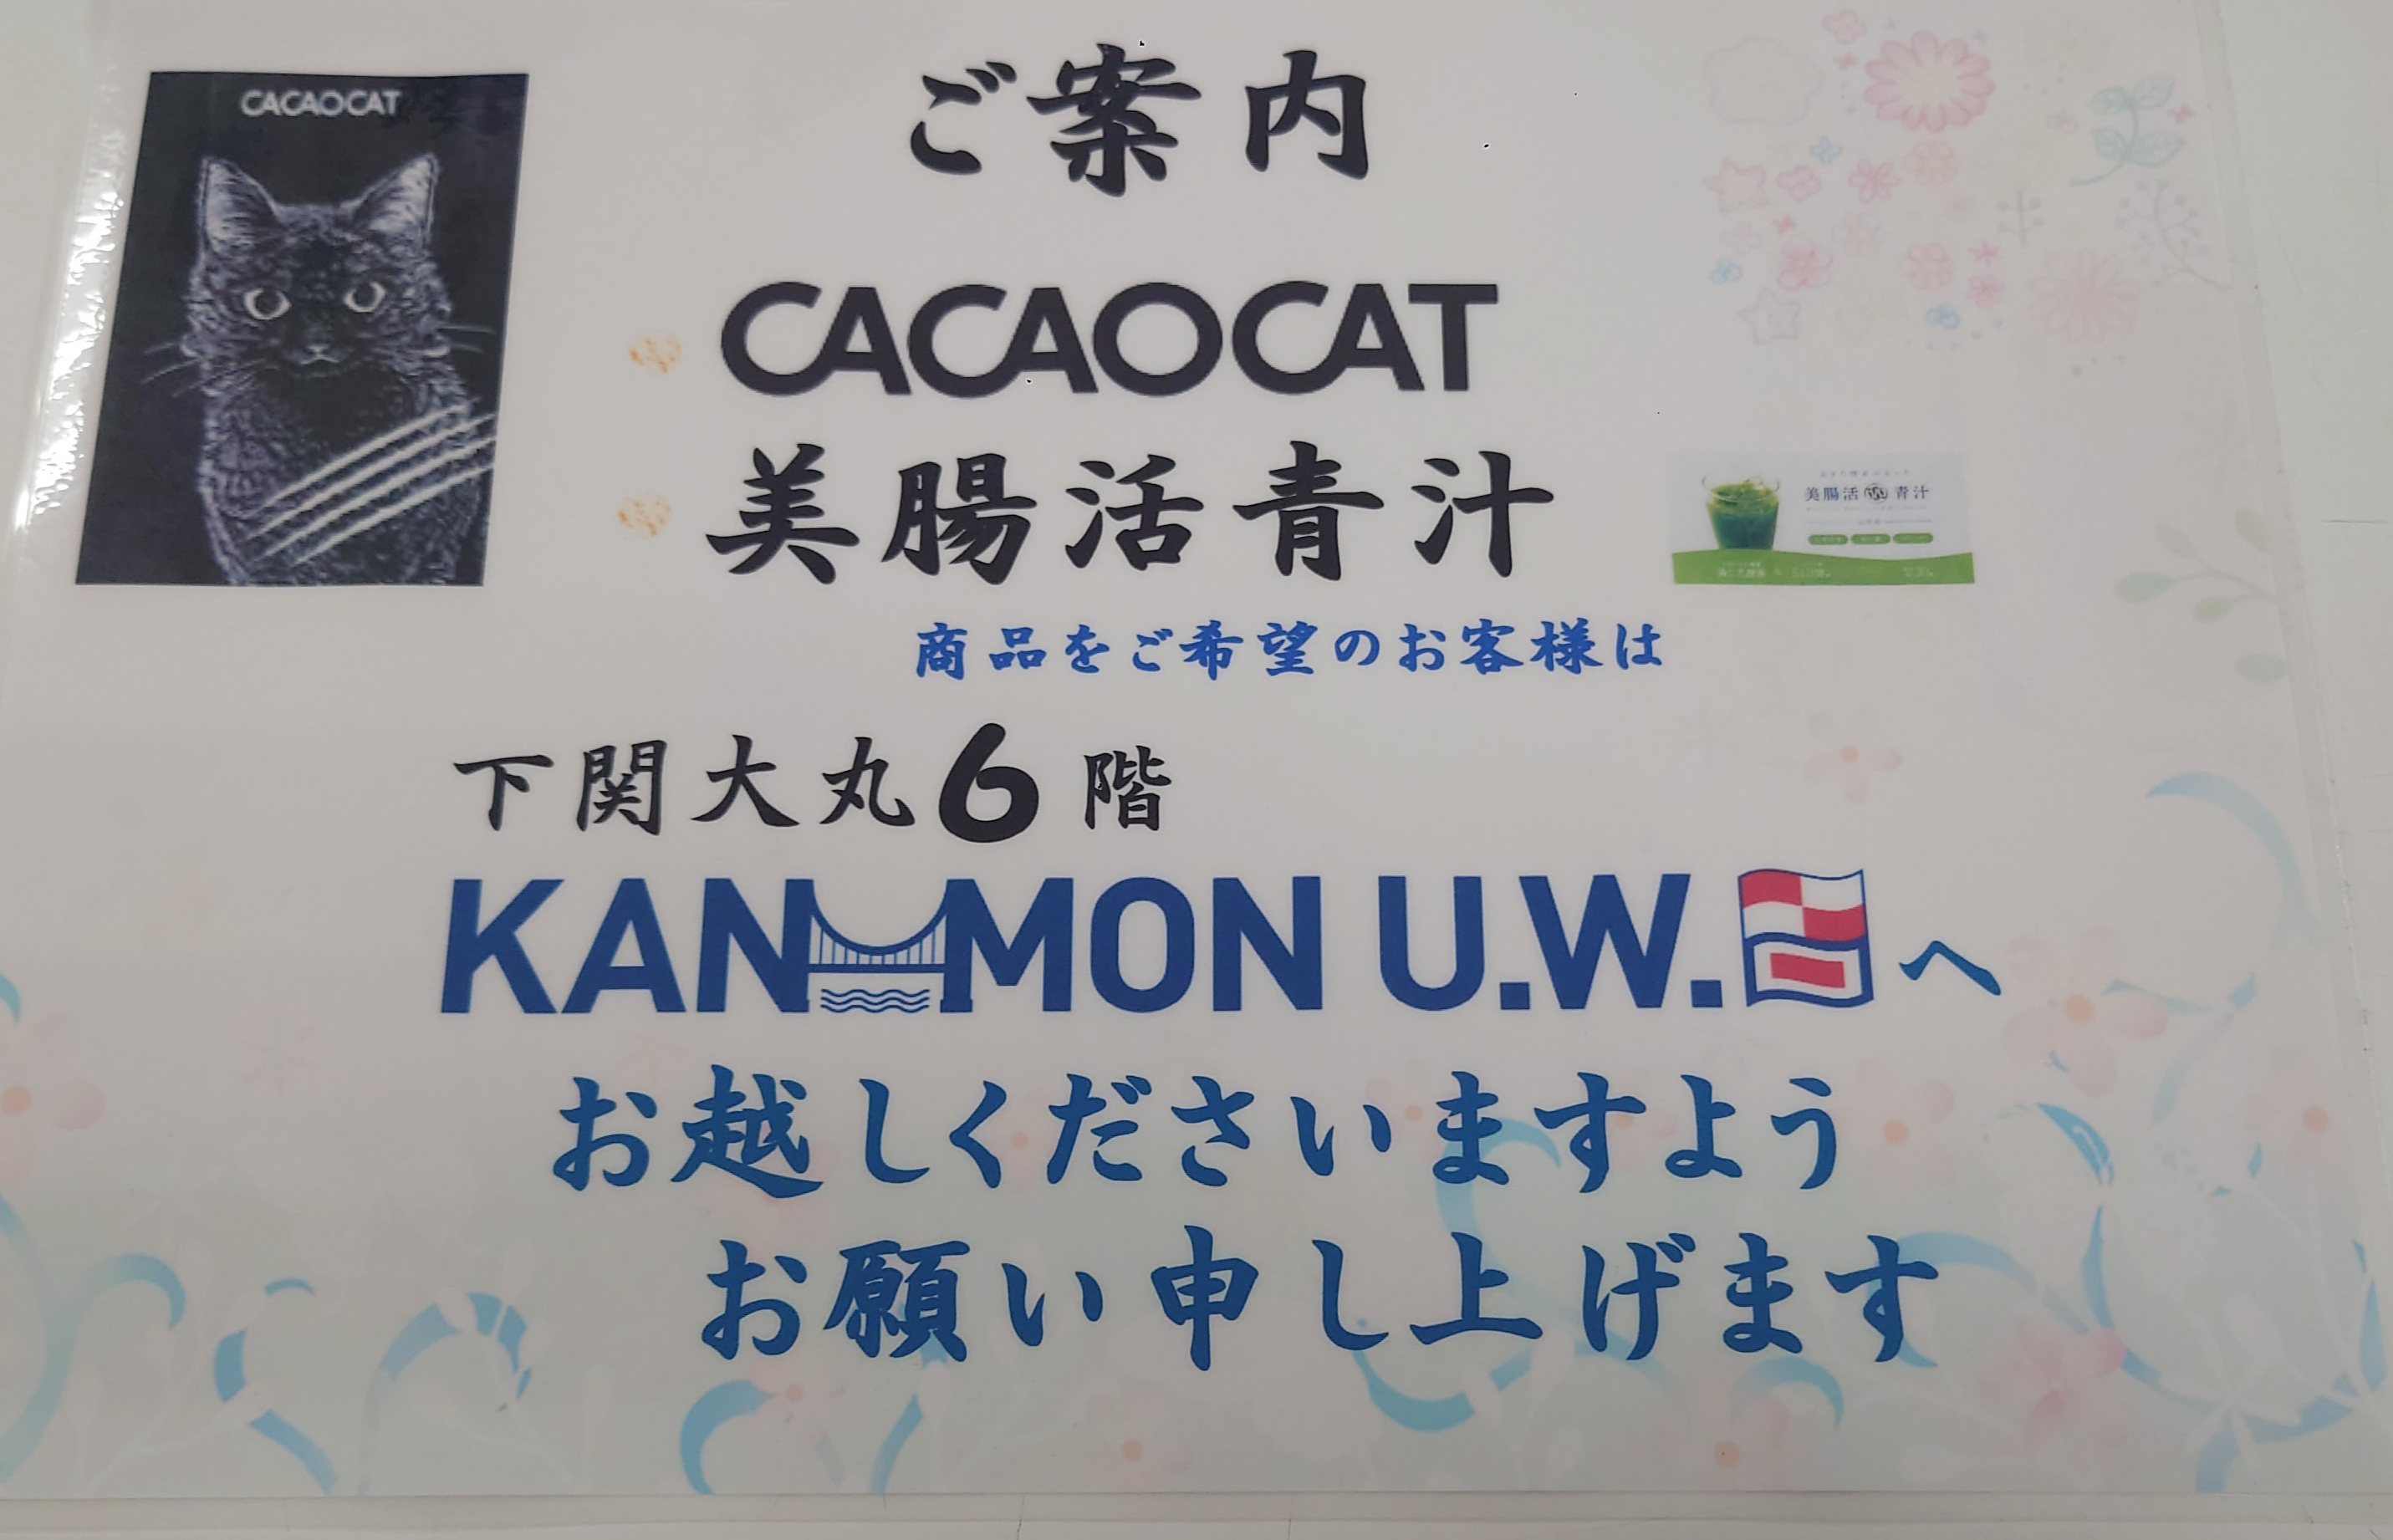 CACAOCAT
ご案内
CACAOCAT
美腸活青汁
美腸活 青汁
商品をご希望のお客様は
下関大丸6階
KANMON U.W.へ
お越しくださいますよう
お願い申し上げます